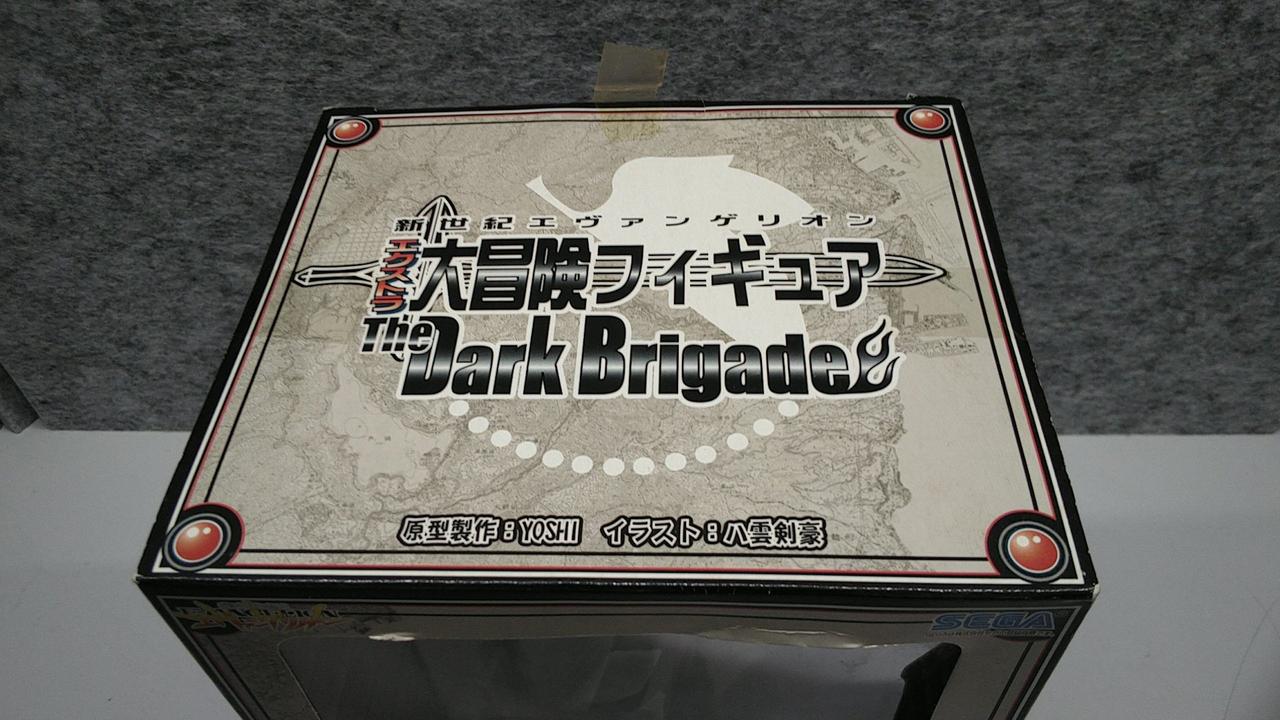 新世紀エヴァンゲリオン
エクストラ
大冒険フィギュア
The Dark Brigade
原型製作：YOSHI イラスト：八雲剣豪
SEGA